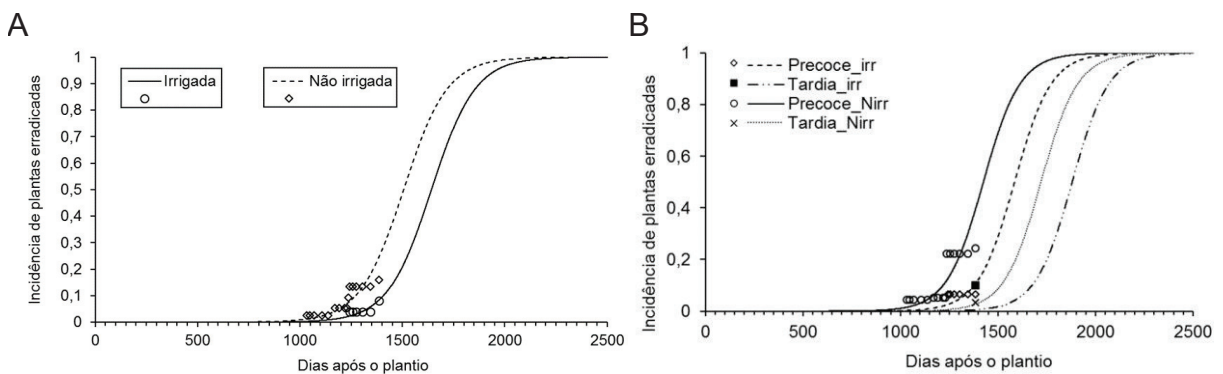 A
Incidência de plantas erradicadas
1
0,9
0,8
0,7
0,6
0,5
0,4
0,3
0,2
0,1
0
Irrigada
Não irrigada
0 500 1000 1500 2000 2500
Dias após o plantio
B
Incidência de plantas erradicadas
1
0,8
0,6
0,4
0,2
0
Precoce_irr
Tardia_irr
Precoce_Nirr
Tardia_Nirr
0 500 1000 1500 2000 2500
Dias após o plantio